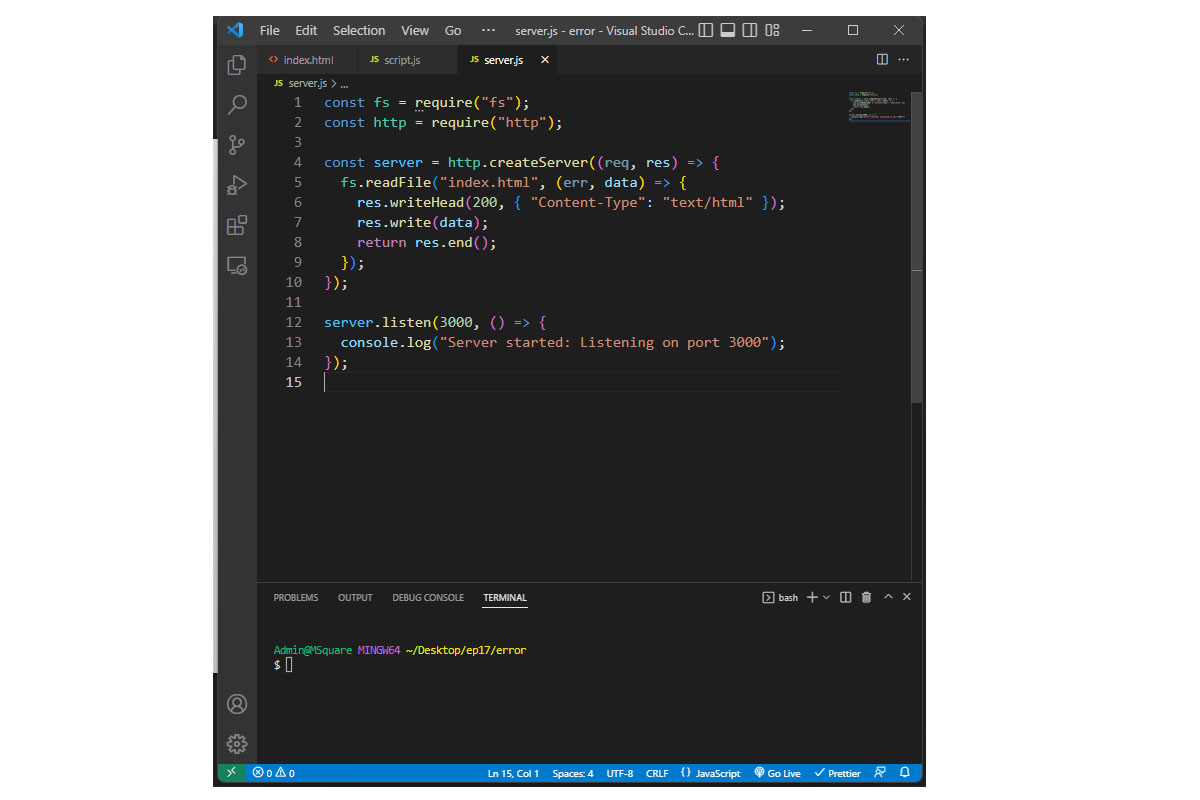 File Edit Selection View Go ··· server.js - error - Visual Studio C...
index.html JS script.js JS server.js
JS server.js > ...
1 const fs = require("fs");
2 const http = require("http");
3
4 const server = http.createServer((req, res) => {
5   fs.readFile("index.html", (err, data) => {
6     res.writeHead(200, { "Content-Type": "text/html" });
7     res.write(data);
8     return res.end();
9   });
10 });
11
12 server.listen(3000, () => {
13   console.log("Server started: Listening on port 3000");
14 });
15
PROBLEMS OUTPUT DEBUG CONSOLE TERMINAL bash
Admin@MSquare MINGW64 ~/Desktop/ep17/error
$
0 0 Ln 15, Col 1 Spaces: 4 UTF-8 CRLF {} JavaScript Go Live Prettier